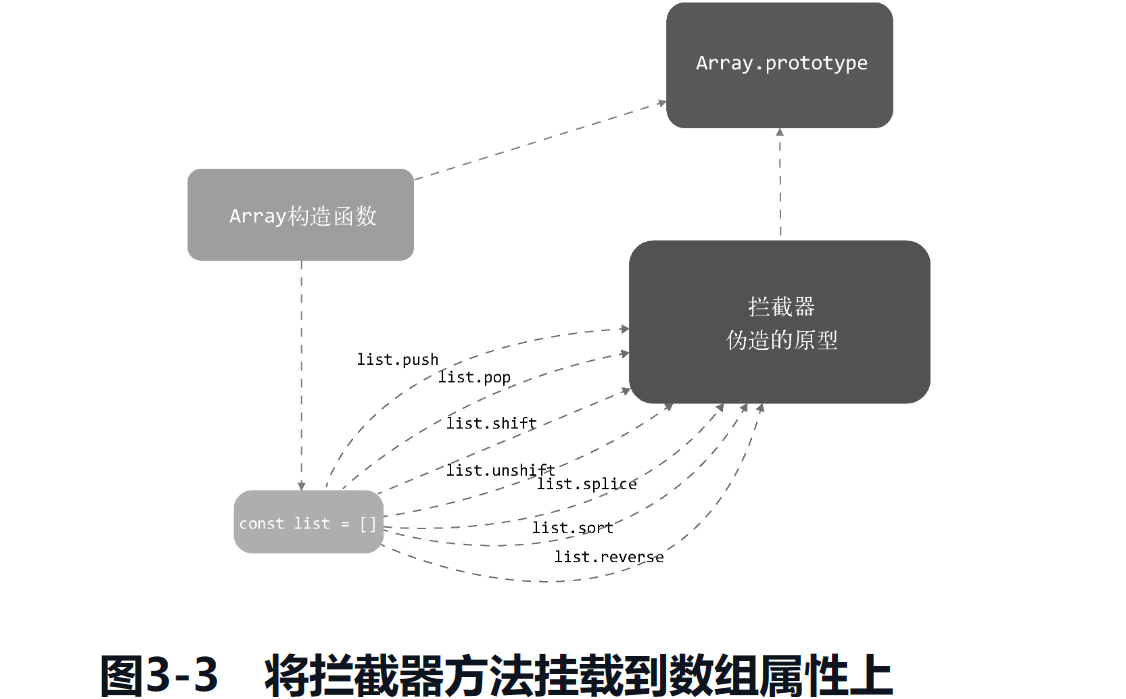 Array.prototype
Array构造函数
拦截器
伪造的原型
list.push
list.pop
list.shift
list.unshift
list.splice
const list = []
list.sort
list.reverse
图3-3 将拦截器方法挂载到数组属性上